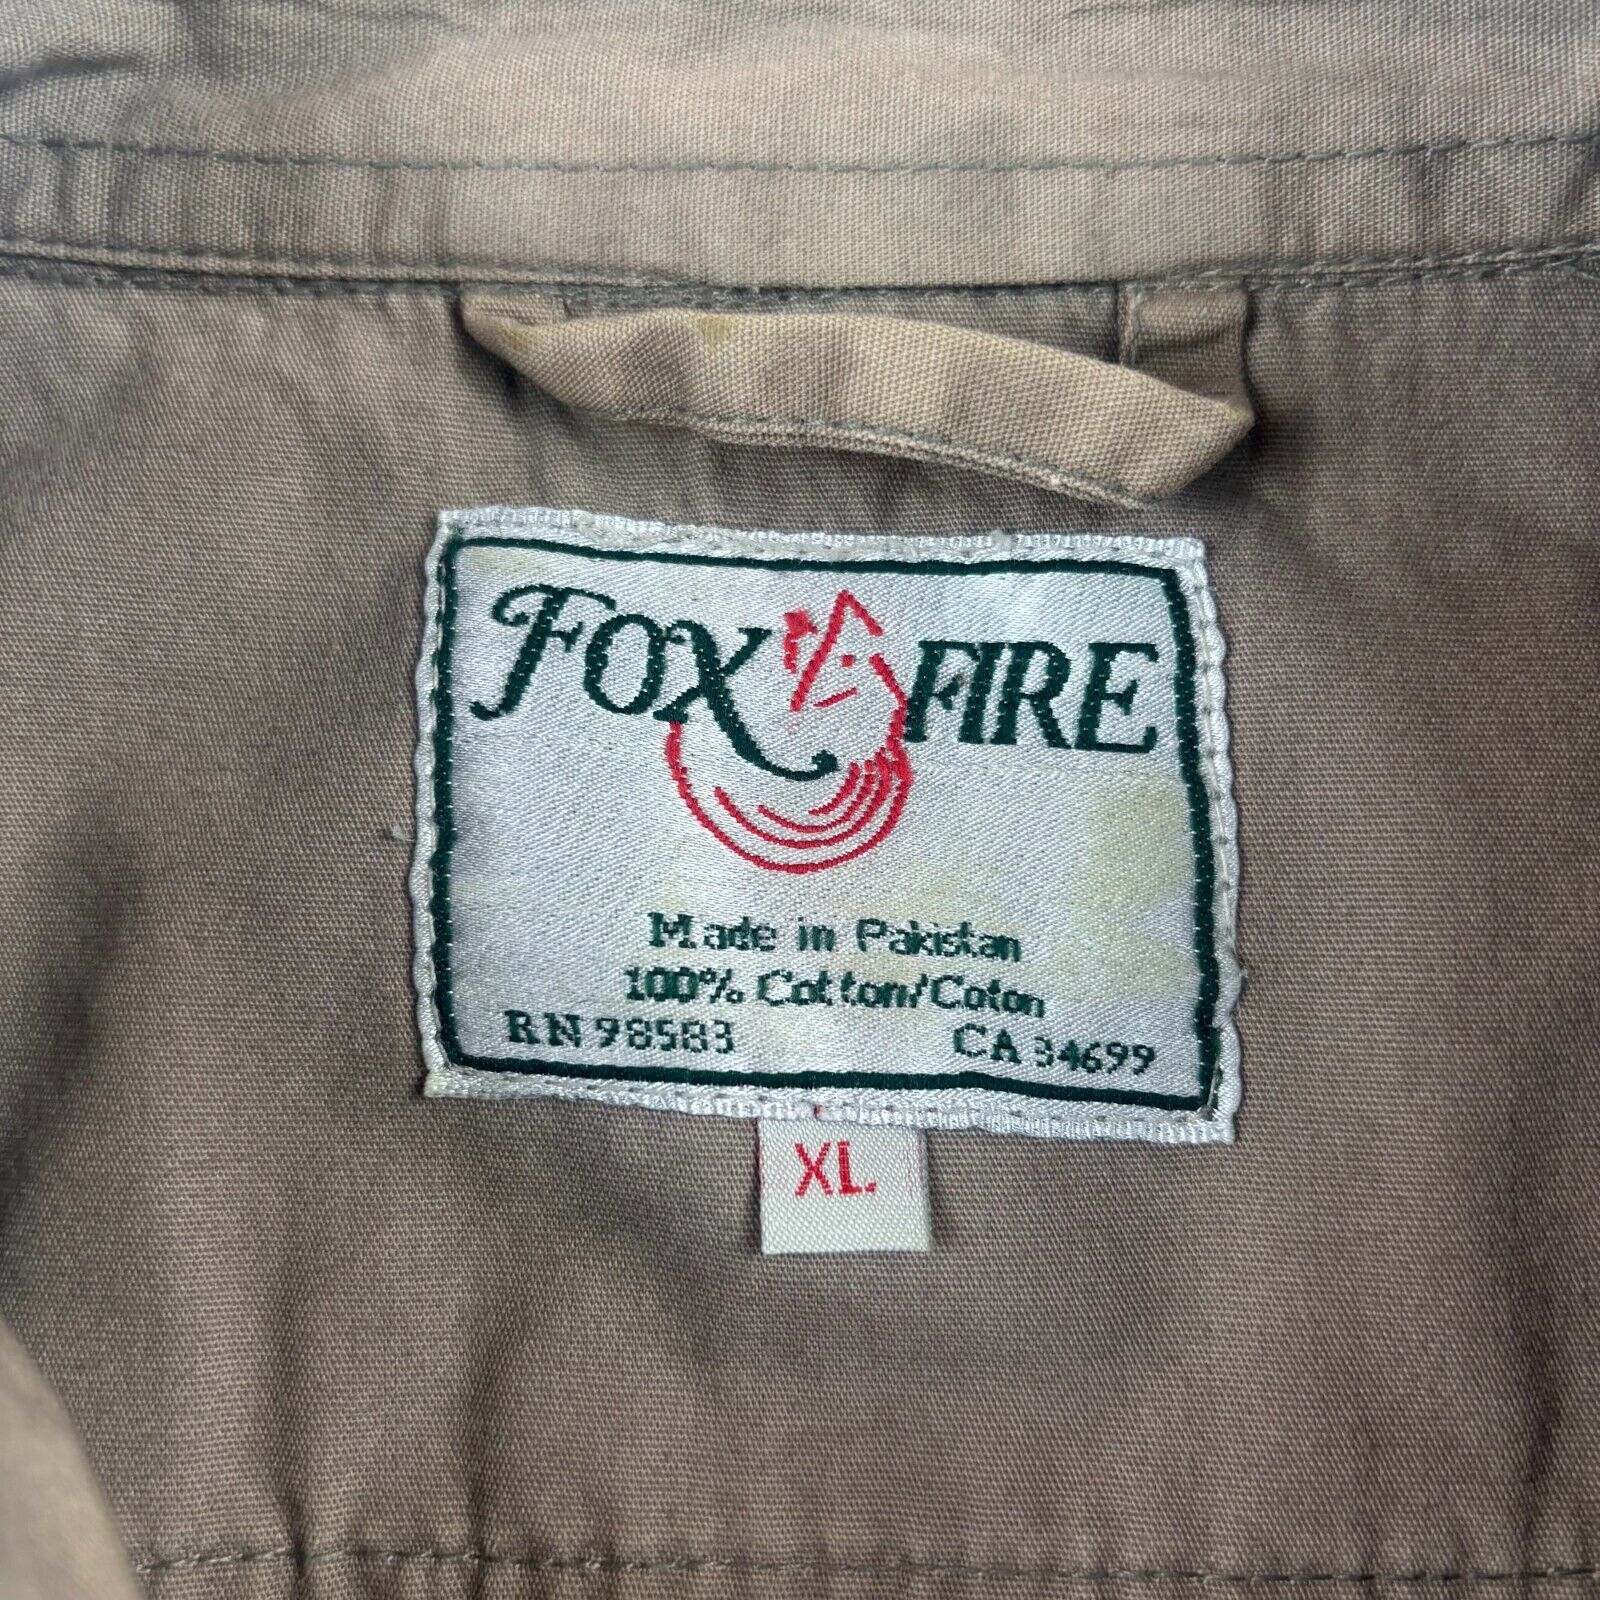 FOX FIRE
Made in Pakistan
100% Cotton/Coton
RN 98583 CA 34699
XL